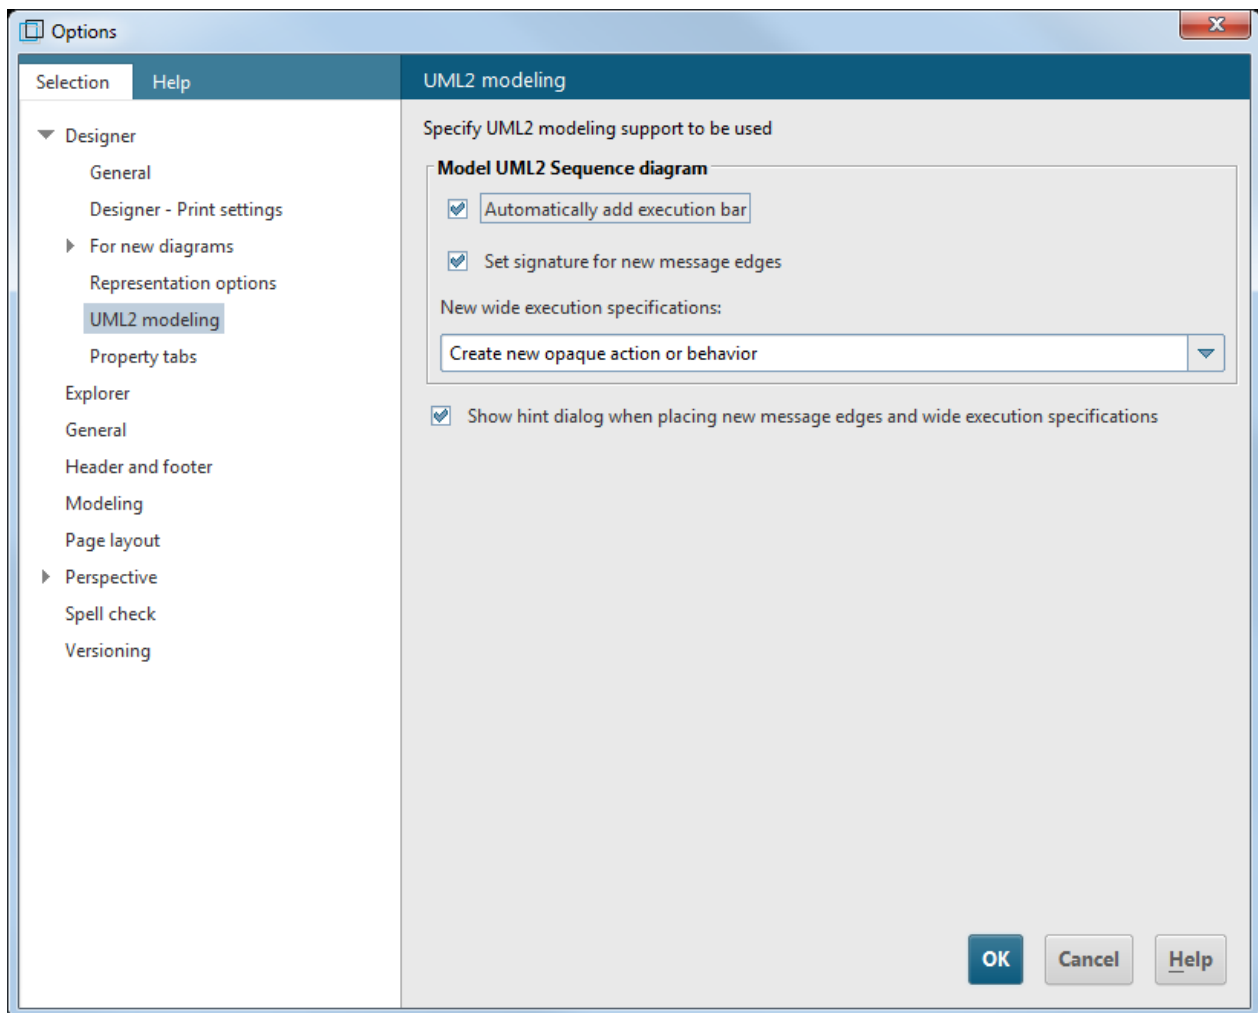 Options
Selection
Help
Designer
General
Designer - Print settings
For new diagrams
Representation options
UML2 modeling
Property tabs
Explorer
General
Header and footer
Modeling
Page layout
Perspective
Spell check
Versioning
UML2 modeling
Specify UML2 modeling support to be used
Model UML2 Sequence diagram
Automatically add execution bar
Set signature for new message edges
New wide execution specifications:
Create new opaque action or behavior
Show hint dialog when placing new message edges and wide execution specifications
OK
Cancel
Help